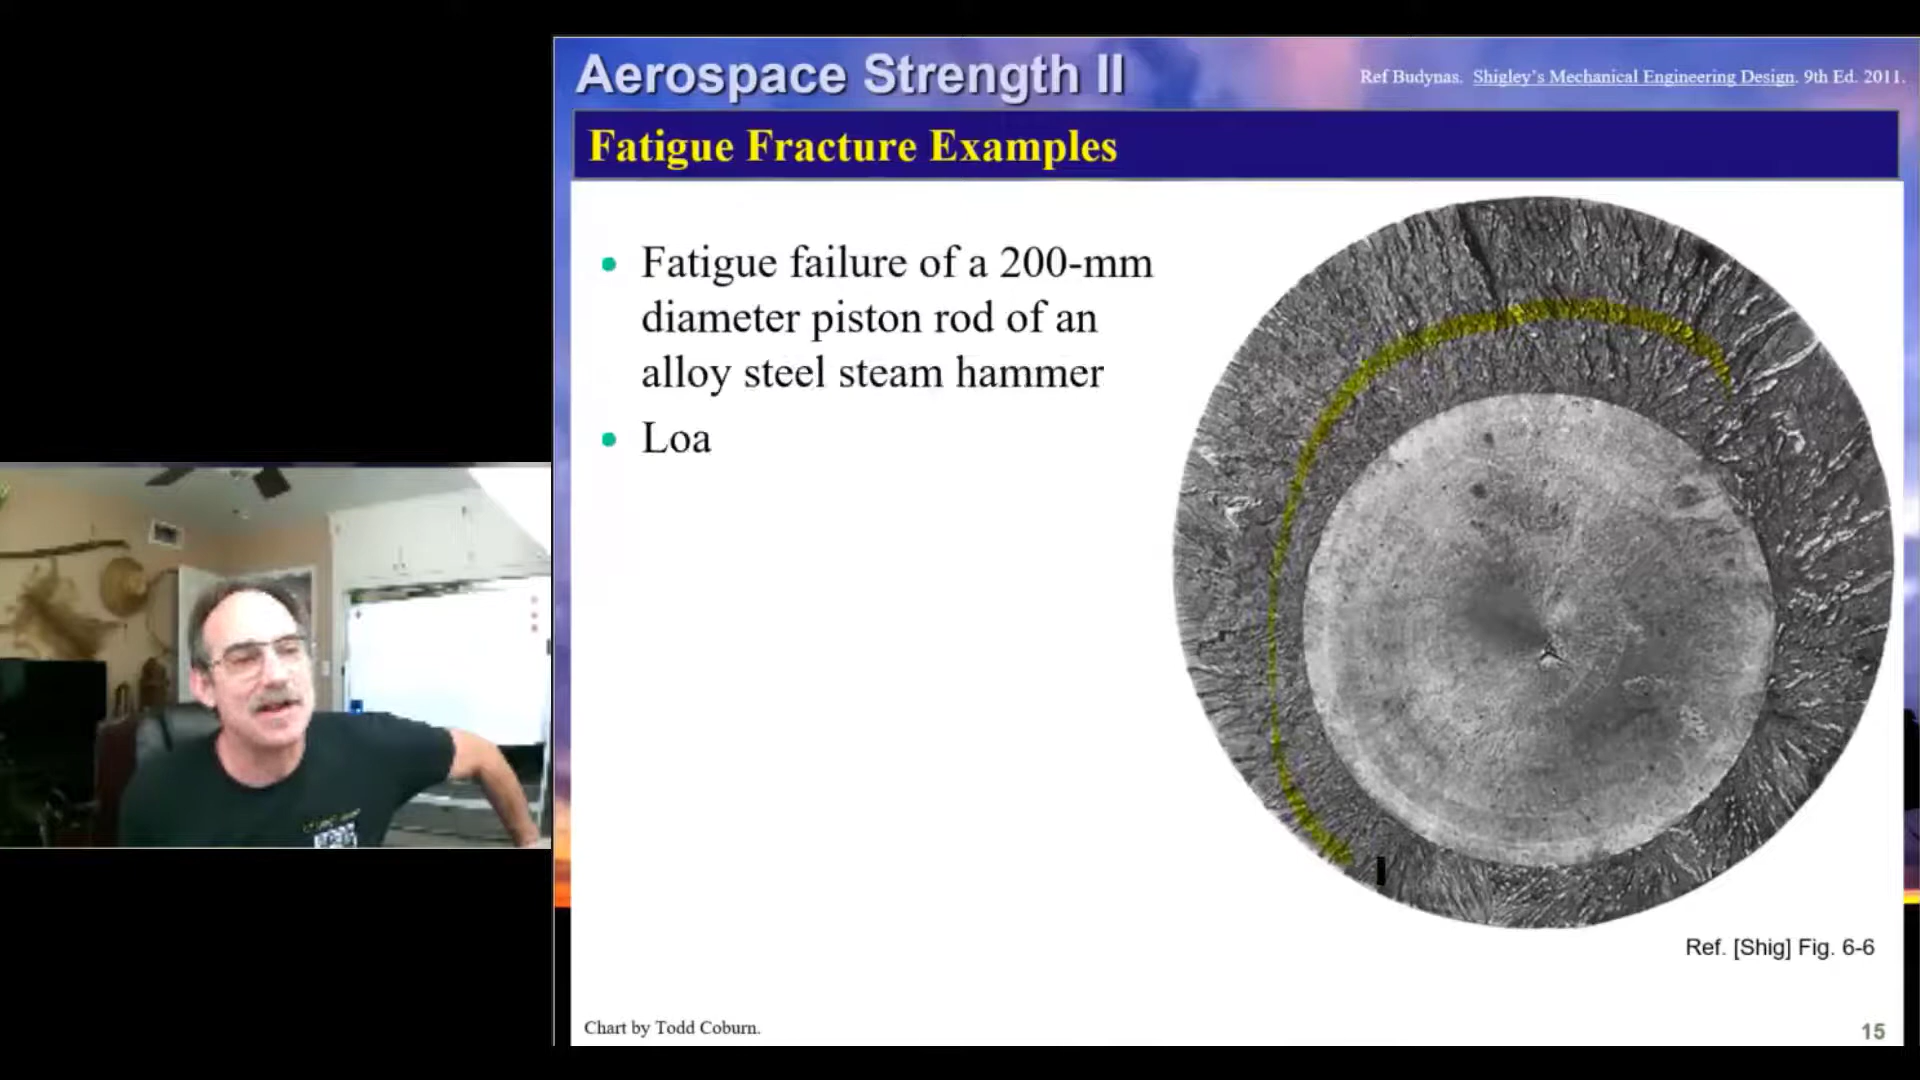 Aerospace Strength II
Ref Budynas. Shigley's Mechanical Engineering Design. 9th Ed. 2011.
Fatigue Fracture Examples
Fatigue failure of a 200-mm
diameter piston rod of an
alloy steel steam hammer
Loa
Ref. [Shig] Fig. 6-6
Chart by Todd Coburn.
15